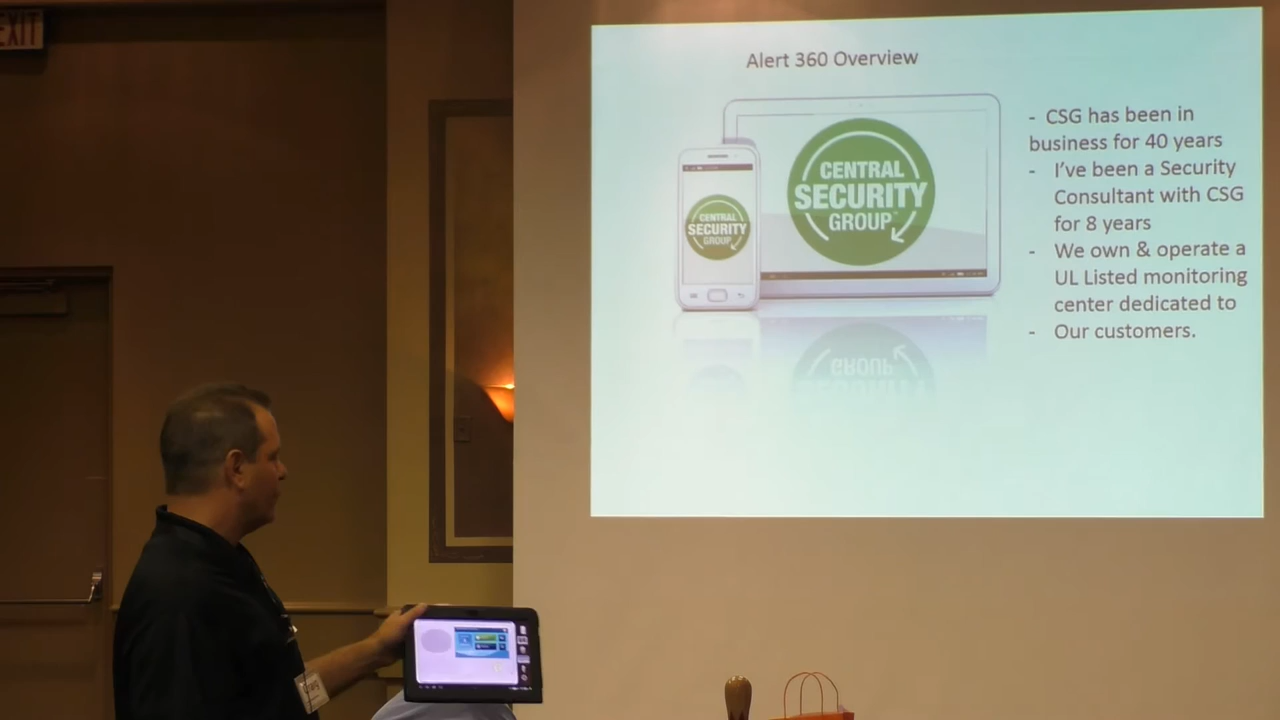 EXIT
Alert 360 Overview
- CSG has been in
business for 40 years
- I've been a Security
Consultant with CSG
for 8 years
- We own & operate a
UL Listed monitoring
center dedicated to
- Our customers.
CENTRAL
SECURITY
GROUP
CENTRAL
SECURITY
GROUP